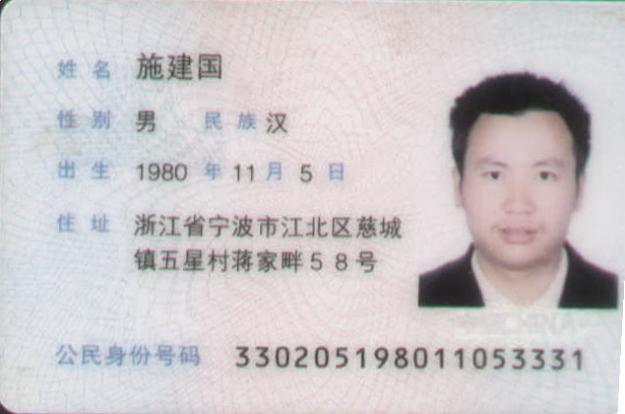 姓名 施建国
性别 男 民族 汉
出生 1980 年 11 月 5 日
住址 浙江省宁波市江北区慈城
镇五星村蒋家畔58号
公民身份号码 330205198011053331